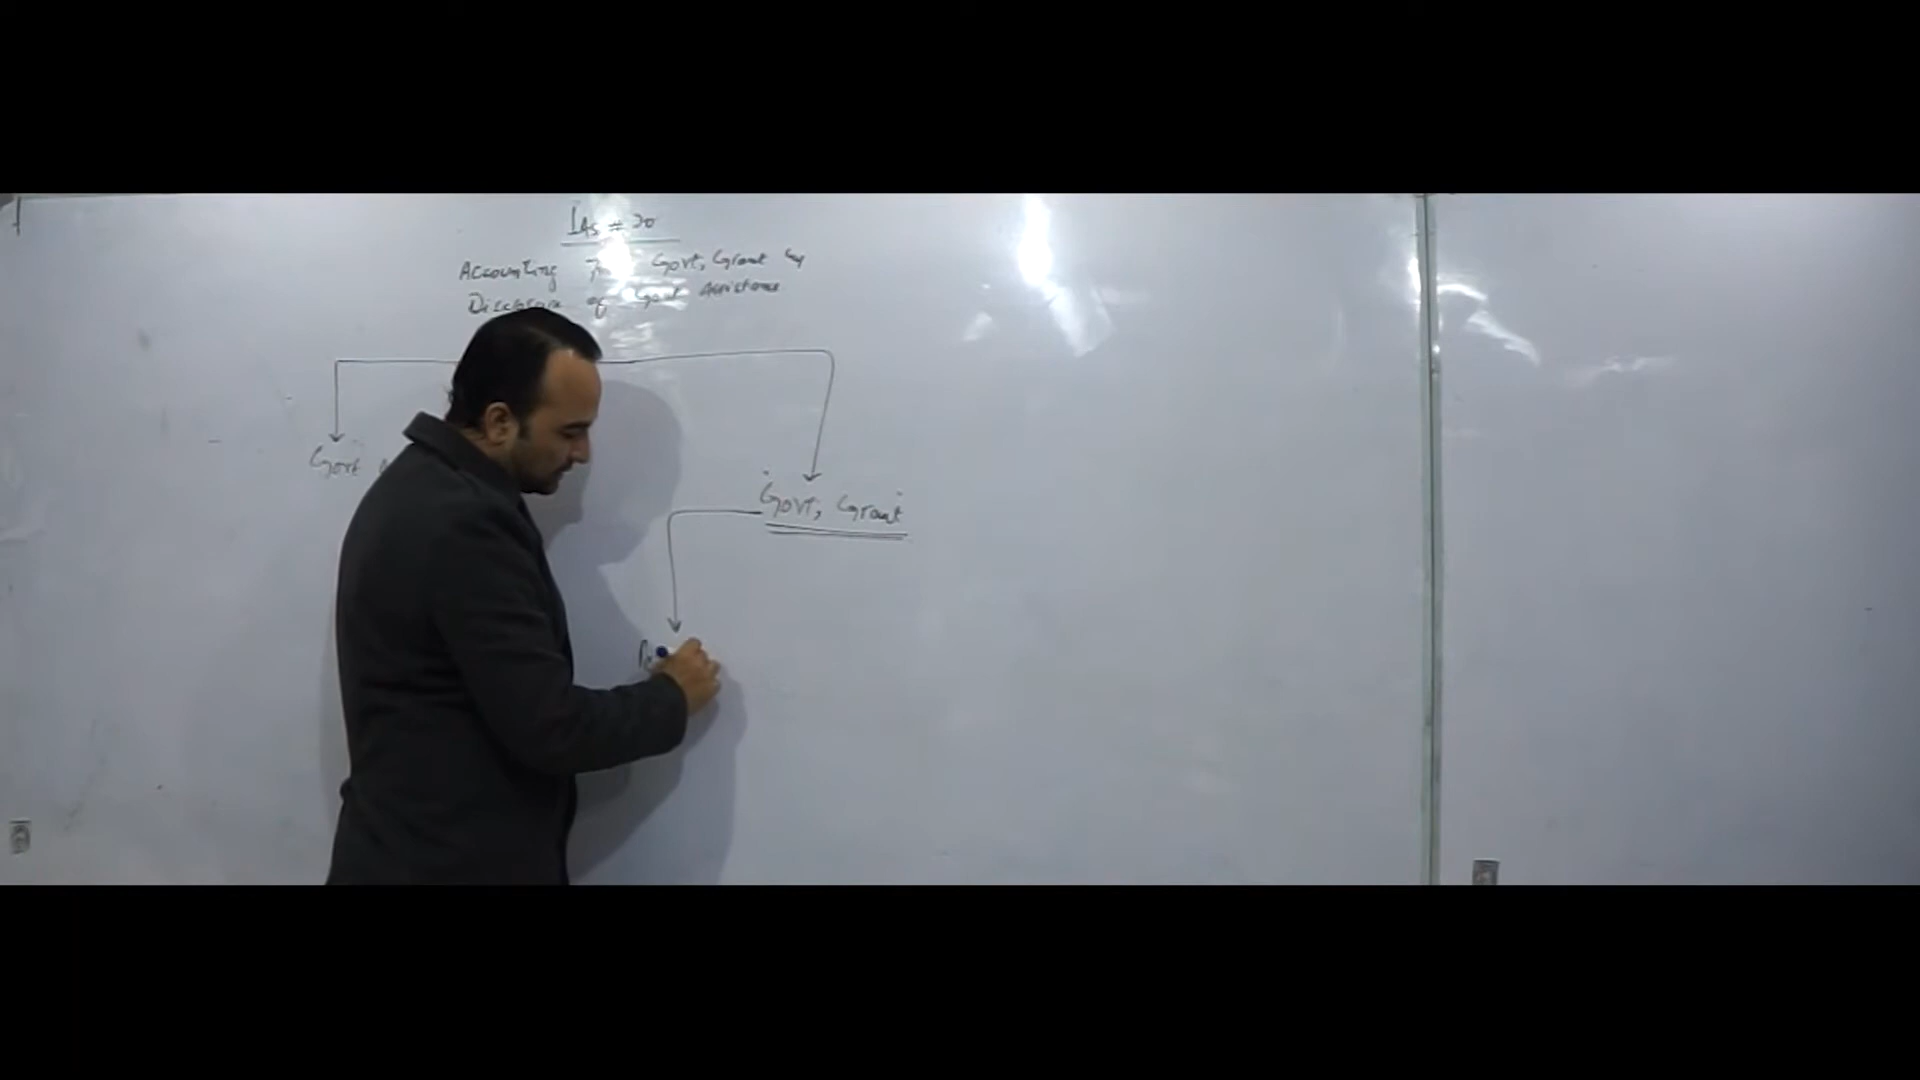 IAS # 20
Accounting For Govt, Grant &
Disclosure of Govt Assistance
Govt
Govt, Grant